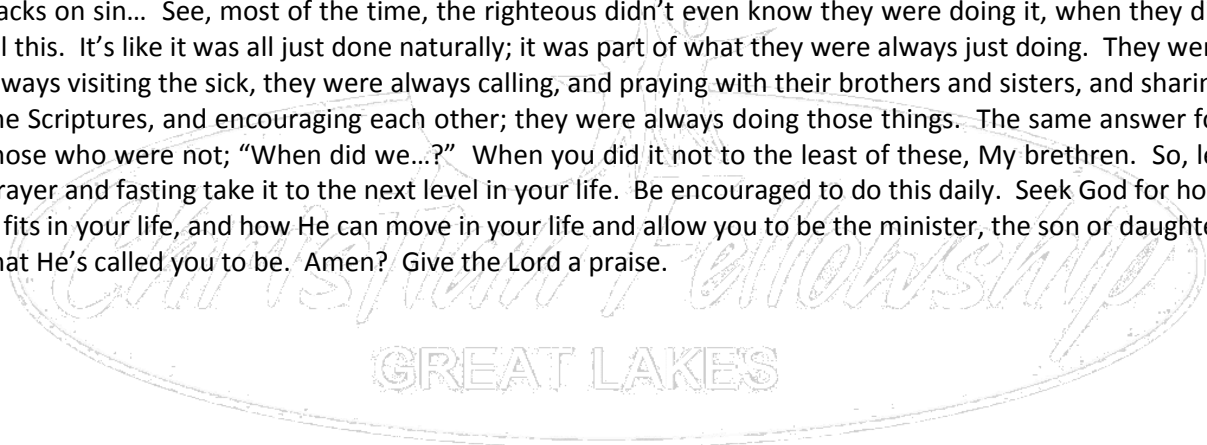 acks on sin… See, most of the time, the righteous didn’t even know they were doing it, when they d
l this. It’s like it was all just done naturally; it was part of what they were always just doing. They wer
ways visiting the sick, they were always calling, and praying with their brothers and sisters, and sharin
he Scriptures, and encouraging each other; they were always doing those things. The same answer fo
hose who were not; “When did we…?” When you did it not to the least of these, My brethren. So, le
rayer and fasting take it to the next level in your life. Be encouraged to do this daily. Seek God for ho
fits in your life, and how He can move in your life and allow you to be the minister, the son or daughte
hat He’s called you to be. Amen? Give the Lord a praise.
Christian Fellowship
GREAT LAKES